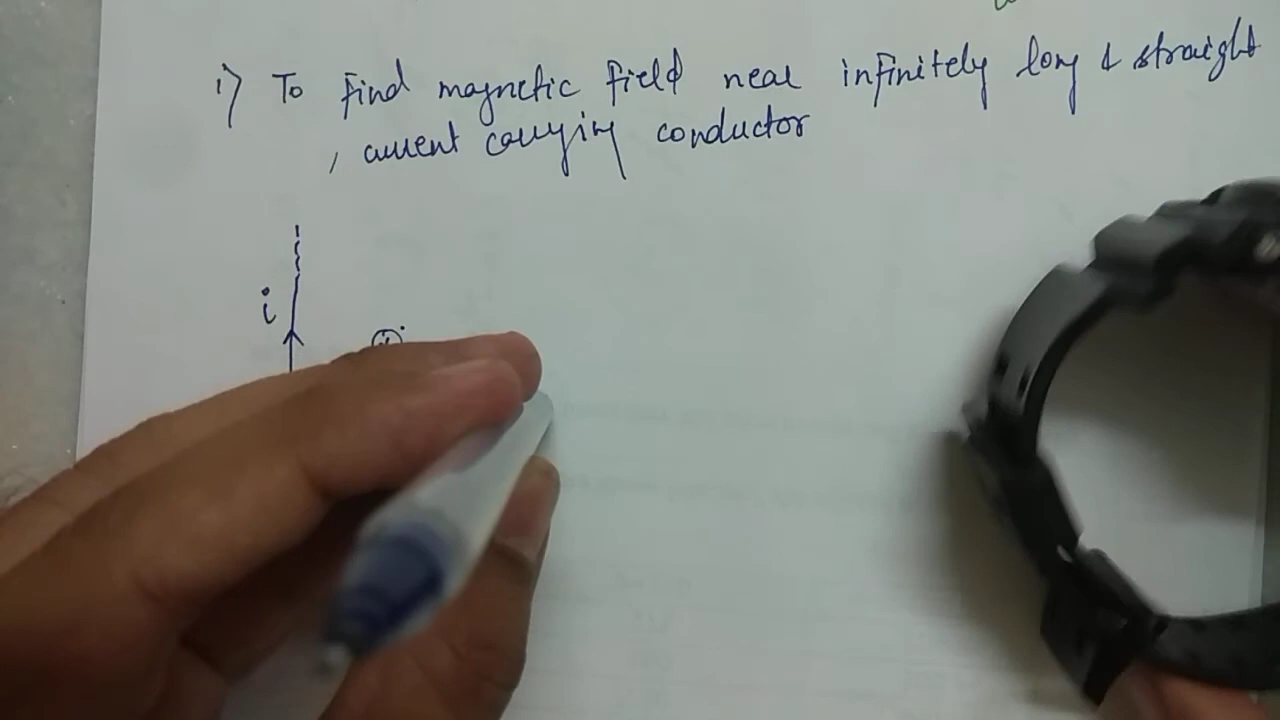 i) To find magnetic field near infinitely long & straight
, current carrying conductor
i